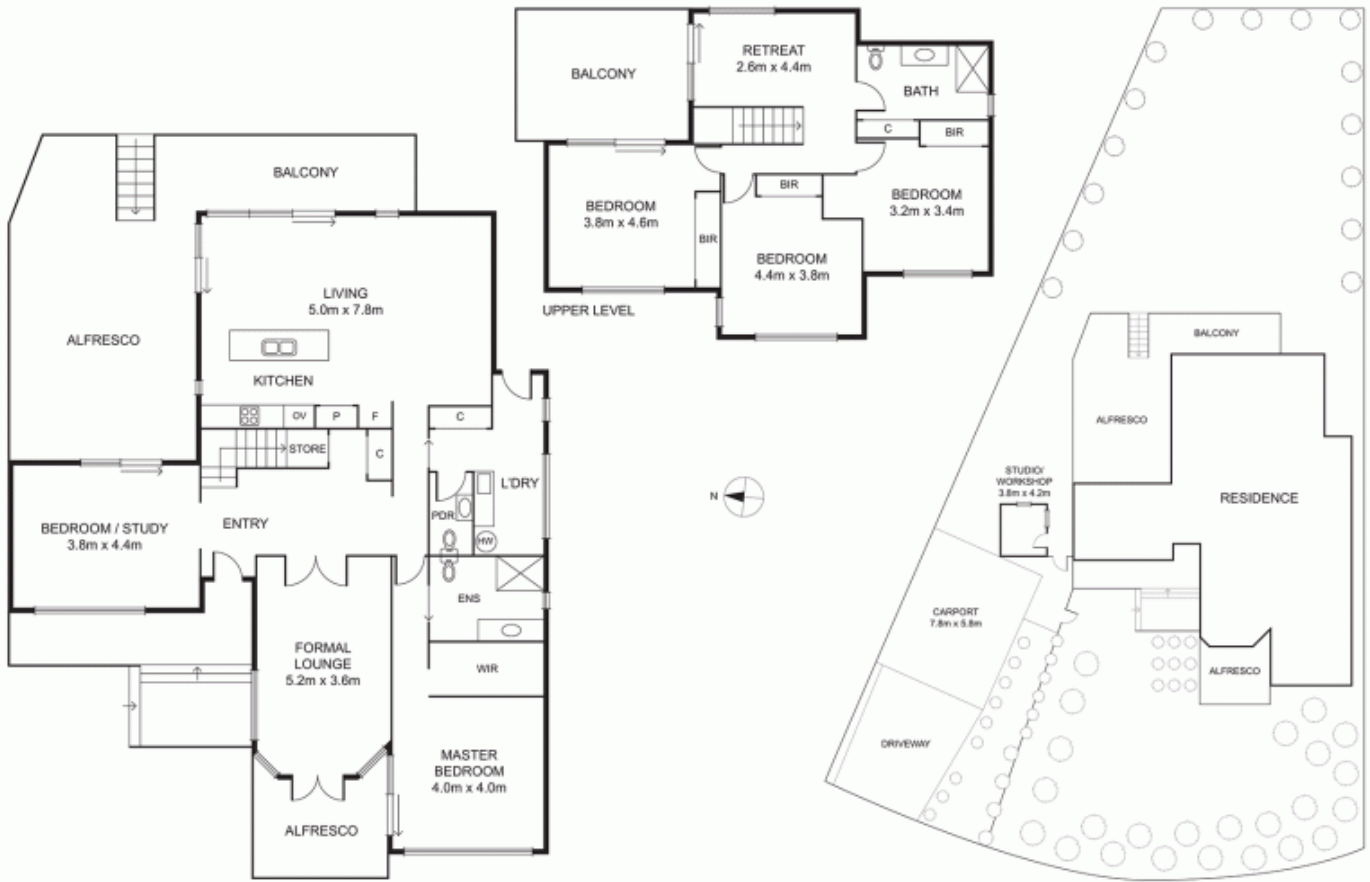 BALCONY
ALFRESCO
LIVING
5.0m x 7.8m
KITCHEN
OV
P
F
C
STORE
C
L'DRY
PDR
HW
BEDROOM / STUDY
3.8m x 4.4m
ENTRY
ENS
WIR
FORMAL
LOUNGE
5.2m x 3.6m
MASTER
BEDROOM
4.0m x 4.0m
ALFRESCO
BALCONY
RETREAT
2.6m x 4.4m
BATH
C
BIR
BIR
BEDROOM
3.8m x 4.6m
BIR
BEDROOM
3.2m x 3.4m
BEDROOM
4.4m x 3.8m
UPPER LEVEL
N
BALCONY
ALFRESCO
STUDIO/
WORKSHOP
3.8m x 4.2m
RESIDENCE
CARPORT
7.8m x 5.8m
ALFRESCO
DRIVEWAY